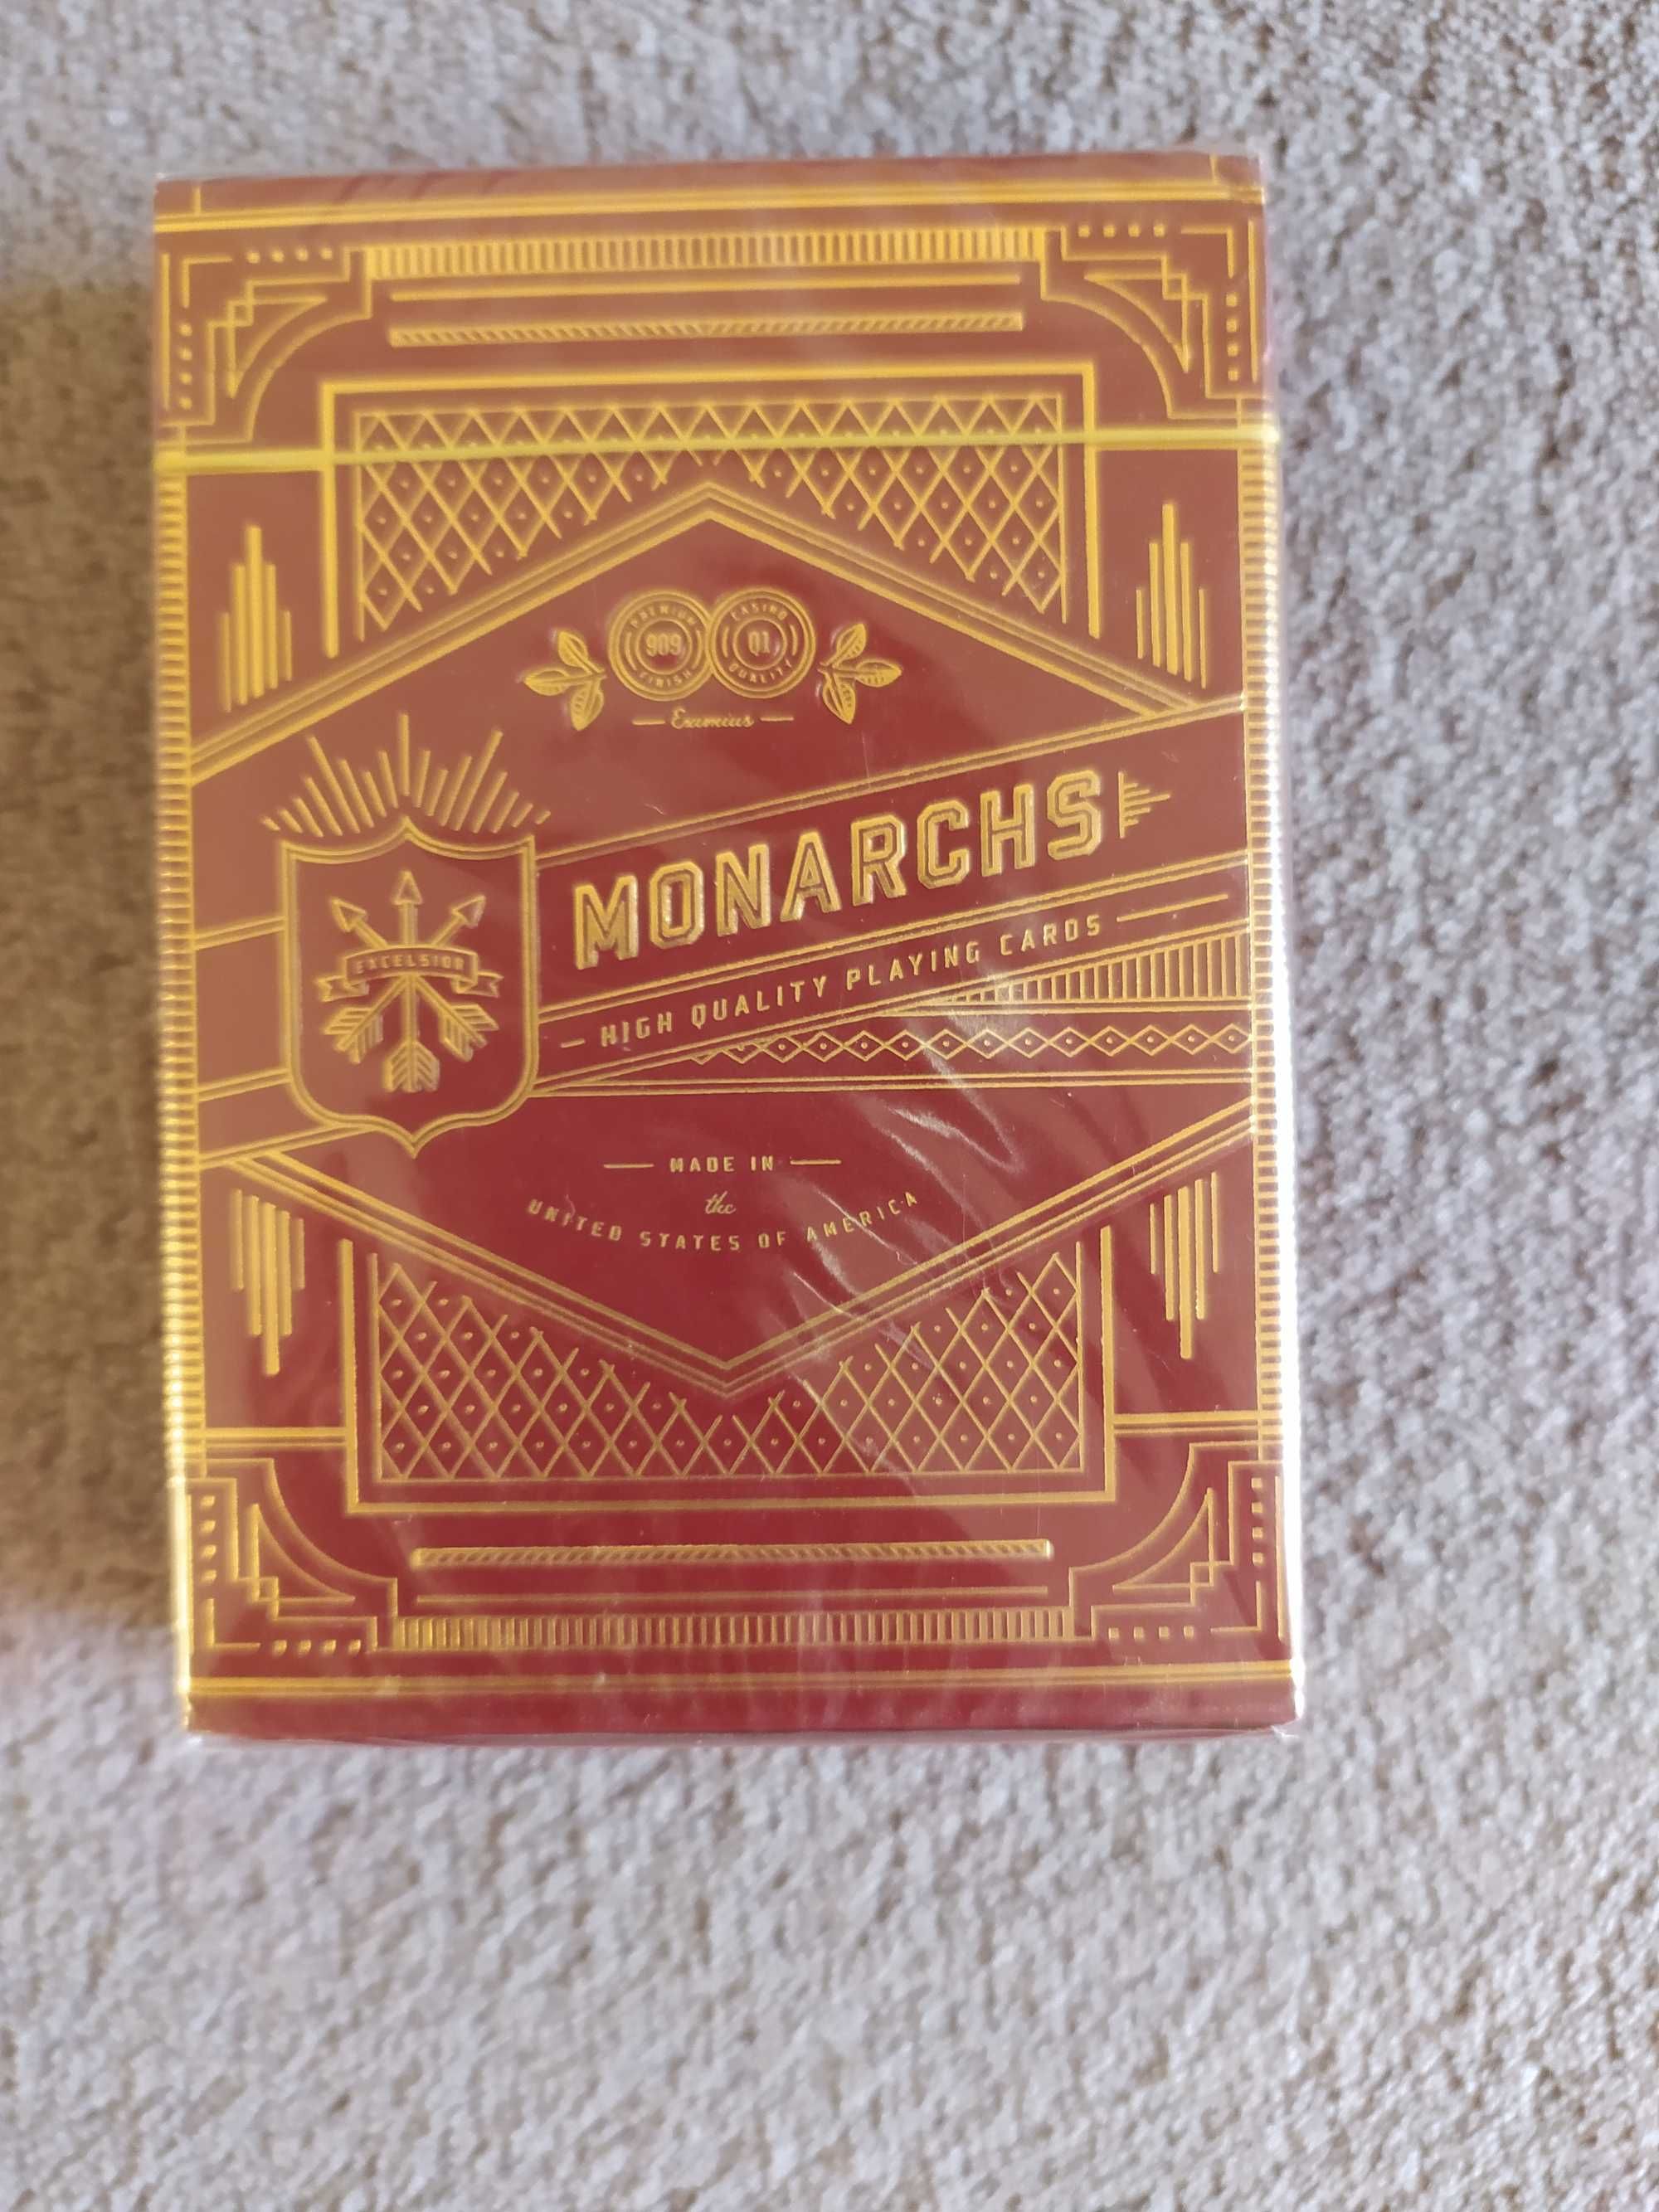 PREMIUM
909
FINISH
CASINO
Q1
QUALITY
Eximius
MONARCHS
EXCELSIOR
HIGH QUALITY PLAYING CARDS
MADE IN
the
UNITED STATES OF AMERICA